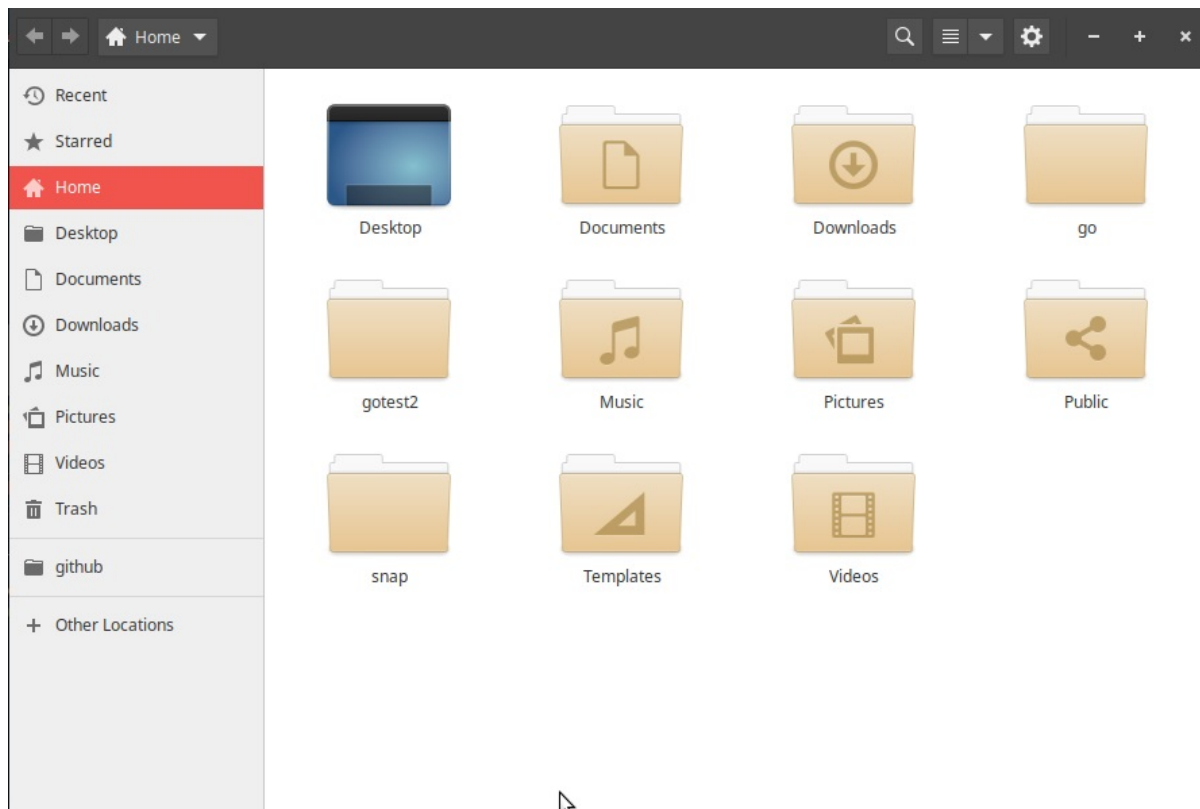 Home
Recent
Starred
Home
Desktop
Documents
Downloads
Music
Pictures
Videos
Trash
github
Other Locations
Desktop
Documents
Downloads
go
gotest2
Music
Pictures
Public
snap
Templates
Videos